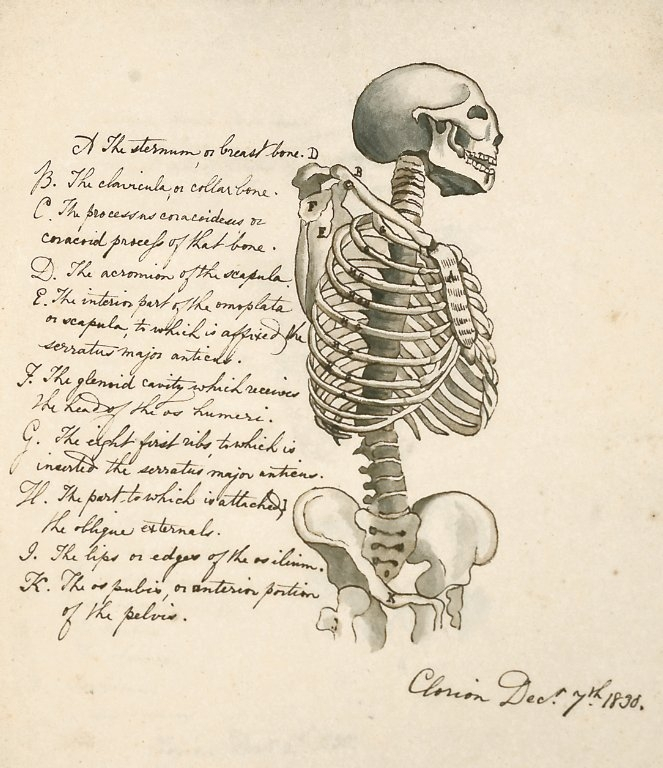 A The sternum, or breast bone.
B. The clavicula, or collar bone.
C. The processus coracoideus or
coracoid process of that bone.
D. The acromion of the scapula.
E. The interior part of the omoplata
or scapula, to which is affixed the
serratus major anticus.
F. The glenoid cavity which receives
the head of the os humeri.
G. The eight first ribs to which is
inserted the serratus major anticus.
H. The part to which is attached
the oblique externals.
I. The lips or edges of the os ilium.
K. The os pubis, or anterior portion
of the pelvis.
D
B
F
E
G
A
I
K
Decr. 7th